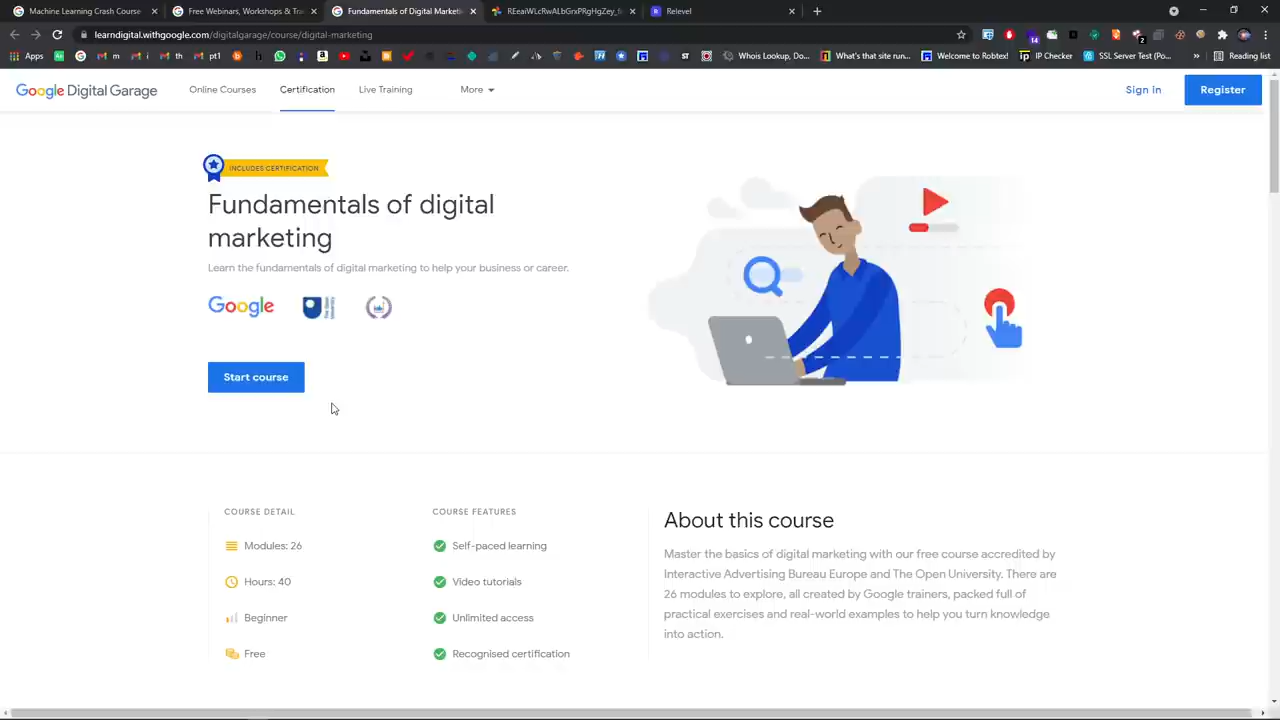 Machine Learning Crash Course
Free Webinars, Workshops & Tra
Fundamentals of Digital Marketin
REeaiWLcRwALbGrxPRgHgZey_f
Relevel
learndigital.withgoogle.com/digitalgarage/course/digital-marketing
Apps
m
i
th
pt1
Whois Lookup, Do...
What's that site run...
Welcome to Robtex!
IP Checker
SSL Server Test (Po...
»
Reading list
Google Digital Garage
Online Courses
Certification
Live Training
More
Sign in
Register
INCLUDES CERTIFICATION
Fundamentals of digital
marketing
Learn the fundamentals of digital marketing to help your business or career.
Google
Start course
COURSE DETAIL
Modules: 26
Hours: 40
Beginner
Free
COURSE FEATURES
Self-paced learning
Video tutorials
Unlimited access
Recognised certification
About this course
Master the basics of digital marketing with our free course accredited by
Interactive Advertising Bureau Europe and The Open University. There are
26 modules to explore, all created by Google trainers, packed full of
practical exercises and real-world examples to help you turn knowledge
into action.